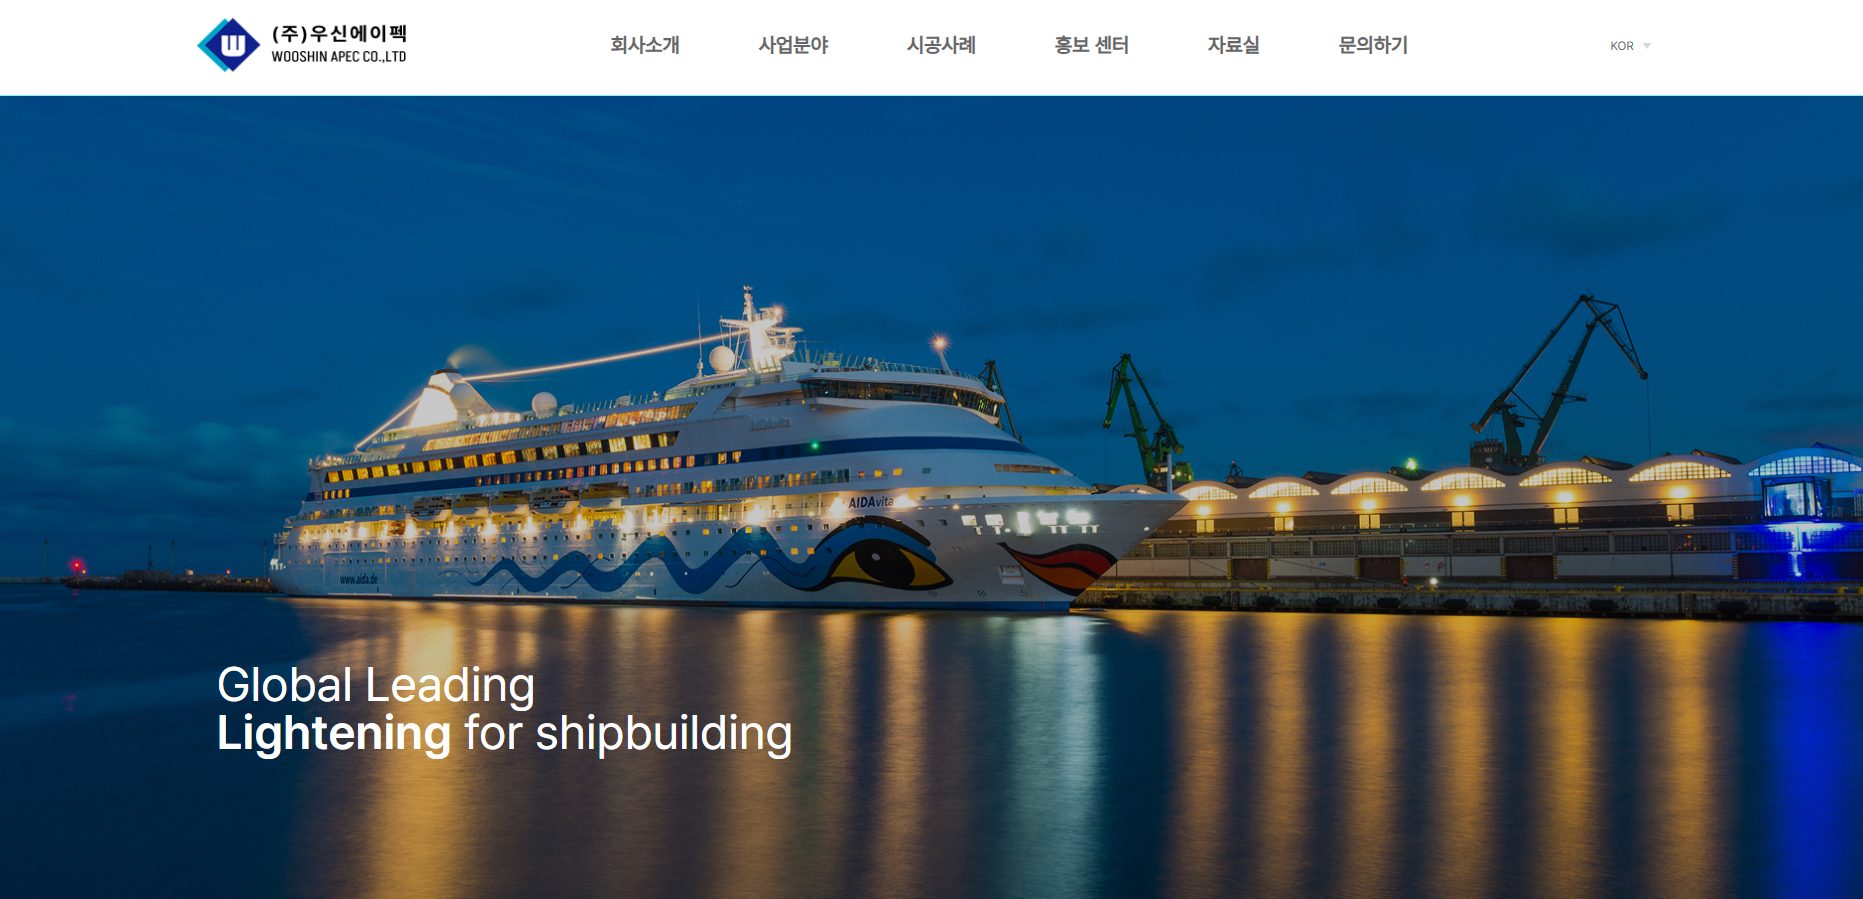 (주)우신에이펙
WOOSHIN APEC CO.,LTD
회사소개
사업분야
시공사례
홍보 센터
자료실
문의하기
KOR
AIDAvita
www.aida.de
Global Leading
Lightening for shipbuilding